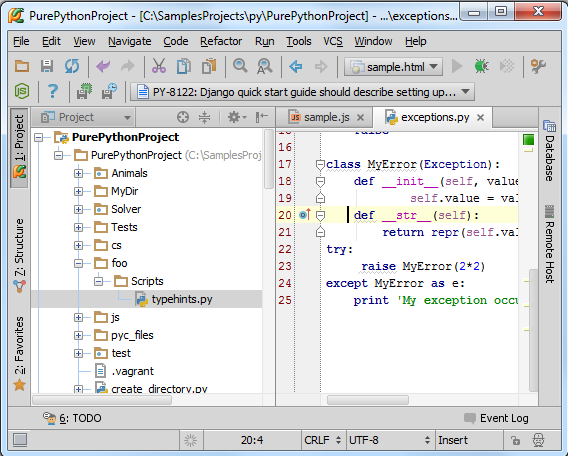 PurePythonProject - [C:\SamplesProjects\py\PurePythonProject] - ...\exceptions.py
File Edit View Navigate Code Refactor Run Tools VCS Window
sample.html
PY-8122: Django quick start guide should describe setting up...
Project
sample.js
exceptions.py
1: Project
Z: Structure
2: Favorites
PurePythonProject
PurePythonProject (C:\SamplesProj
Animals
MyDir
Solver
Tests
cs
foo
Scripts
typehints.py
js
pyc_files
test
.vagrant
create_directory.py
16 raise
17 class MyError(Exception):
18 def __init__(self, value
19 self.value = val
20 def __str__(self):
21 return repr(self.val
22 try:
23 raise MyError(2*2)
24 except MyError as e:
25 print 'My exception occu
Database
Remote Host
6: TODO
Event Log
20:4 CRLF UTF-8 Insert